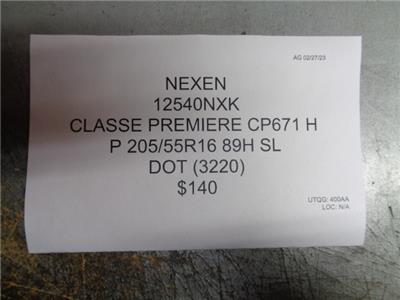 AG 02/27/23
NEXEN
12540NXK
CLASSE PREMIERE CP671 H
P 205/55R16 89H SL
DOT (3220)
$140
UTQG: 400AA
LOC: N/A